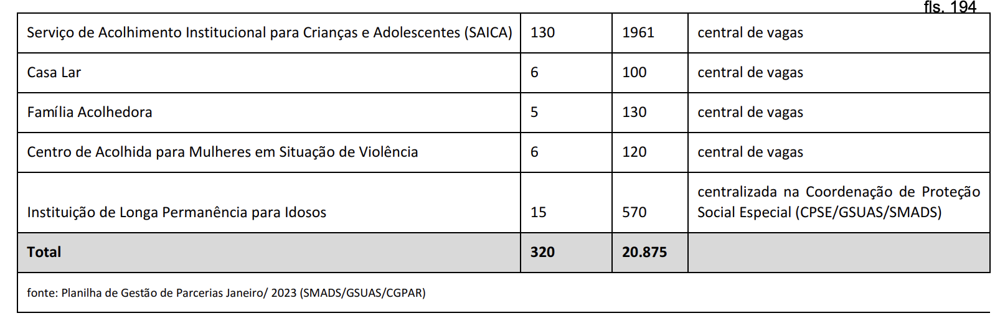 fls. 194
Serviço de Acolhimento Institucional para Crianças e Adolescentes (SAICA) 130 1961 central de vagas
Casa Lar 6 100 central de vagas
Família Acolhedora 5 130 central de vagas
Centro de Acolhida para Mulheres em Situação de Violência 6 120 central de vagas
centralizada na Coordenação de Proteção
Instituição de Longa Permanência para Idosos 15 570 Social Especial (CPSE/GSUAS/SMADS)
Total 320 20.875
fonte: Planilha de Gestão de Parcerias Janeiro/ 2023 (SMADS/GSUAS/CGPAR)